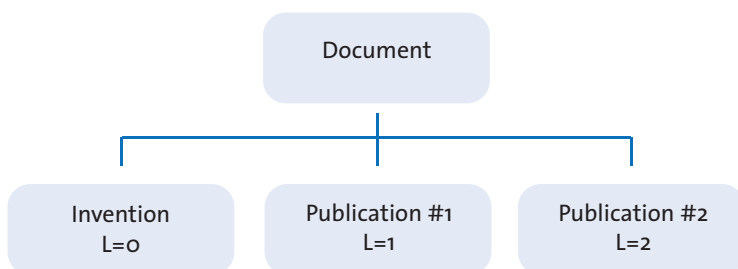 Document
Invention
L=0
Publication #1
L=1
Publication #2
L=2